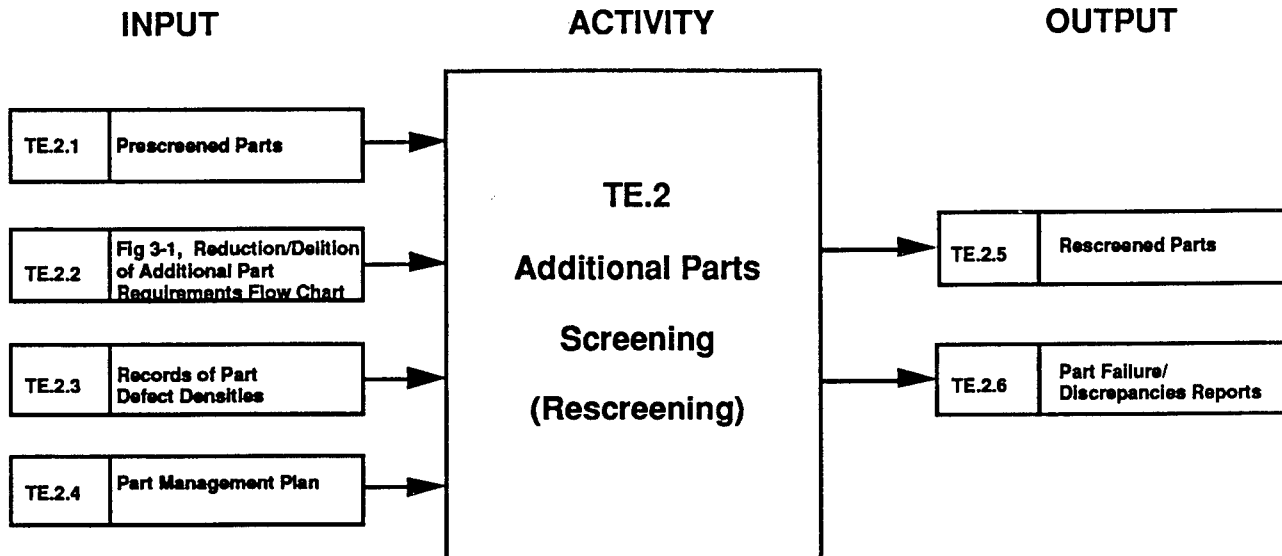 INPUT
ACTIVITY
OUTPUT
TE.2.1
Prescreened Parts
TE.2.2
Fig 3-1, Reduction/Delition
of Additional Part
Requirements Flow Chart
TE.2.3
Records of Part
Defect Densities
TE.2.4
Part Management Plan
TE.2
Additional Parts
Screening
(Rescreening)
TE.2.5
Rescreened Parts
TE.2.6
Part Failure/
Discrepancies Reports